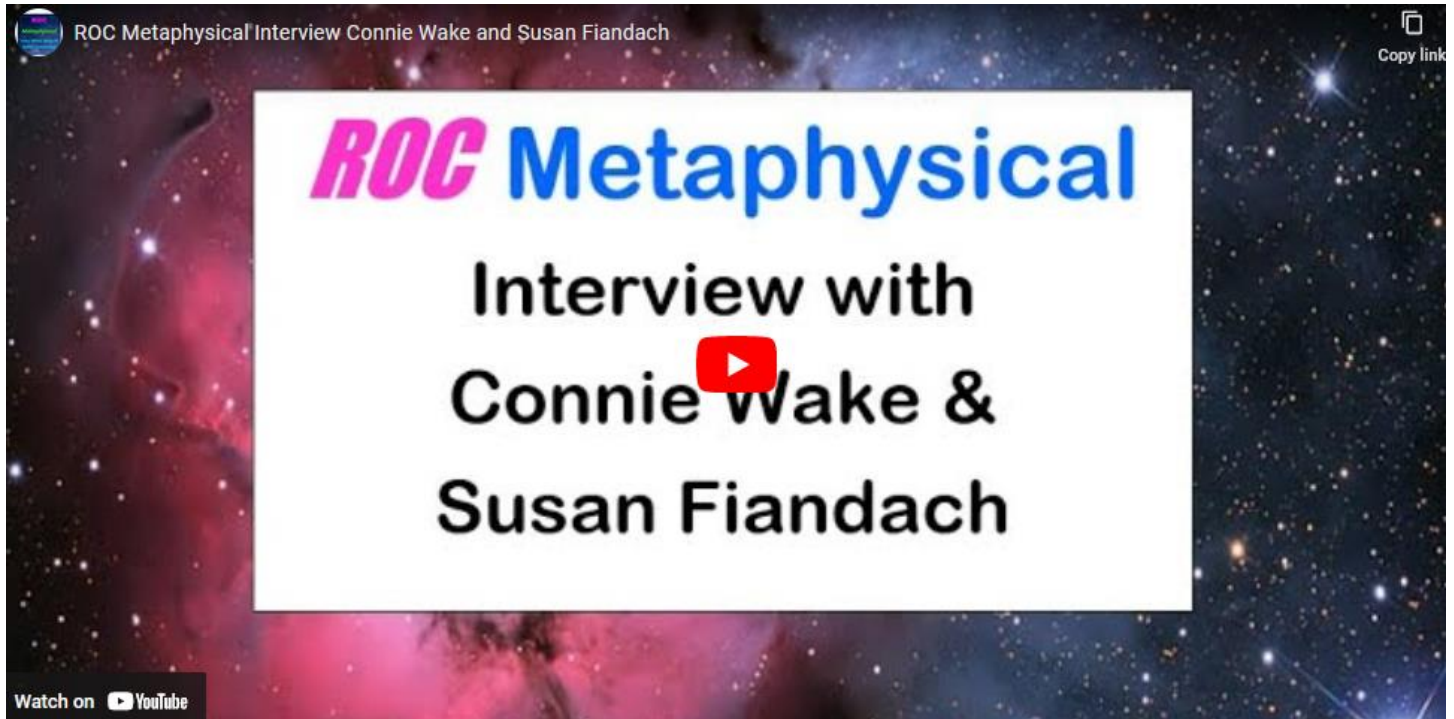 ROC Metaphysical Interview Connie Wake and Susan Fiandach
Copy link
ROC Metaphysical
Interview with
Connie Wake &
Susan Fiandach
Watch on YouTube